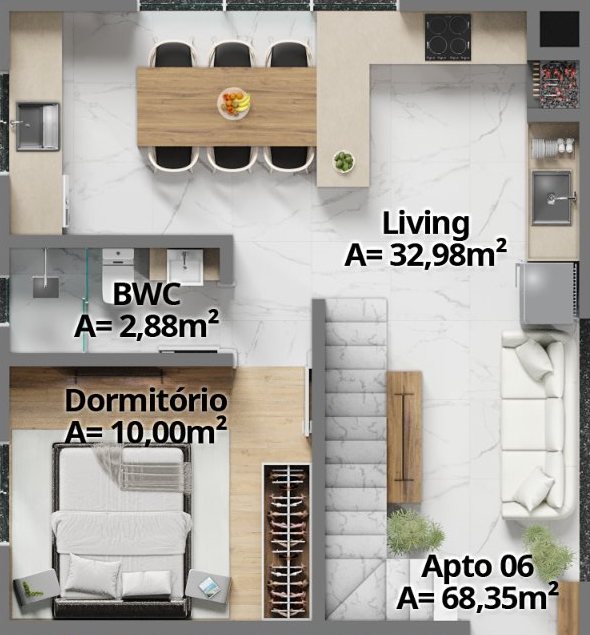 Living
A= 32,98m²
BWC
A= 2,88m²
Dormitório
A= 10,00m²
Apto 06
A= 68,35m²